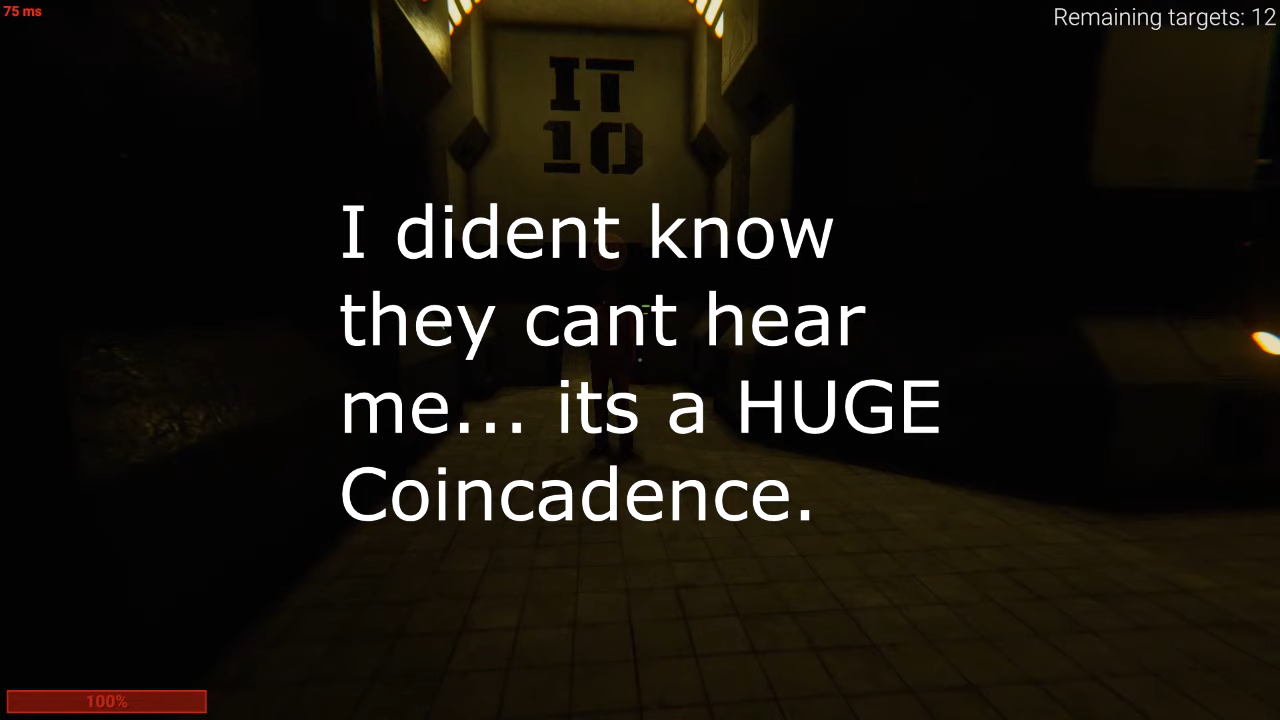 75 ms
Remaining targets: 12
IT
10
I dident know
they cant hear
me... its a HUGE
Coincadence.
100%